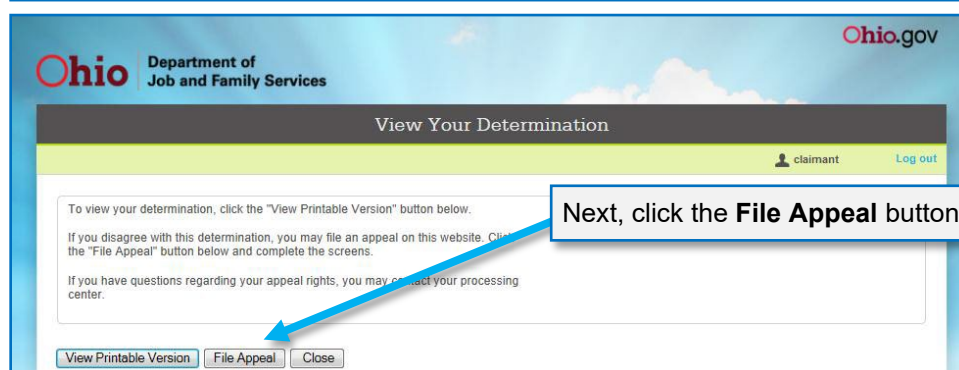 Ohio.gov
Ohio Department of
Job and Family Services
View Your Determination
claimant Log out
To view your determination, click the "View Printable Version" button below.
Next, click the File Appeal button
If you disagree with this determination, you may file an appeal on this website.
the "File Appeal" button below and complete the screens.
If you have questions regarding your appeal rights, you may contact your processing
center.
View Printable Version File Appeal Close